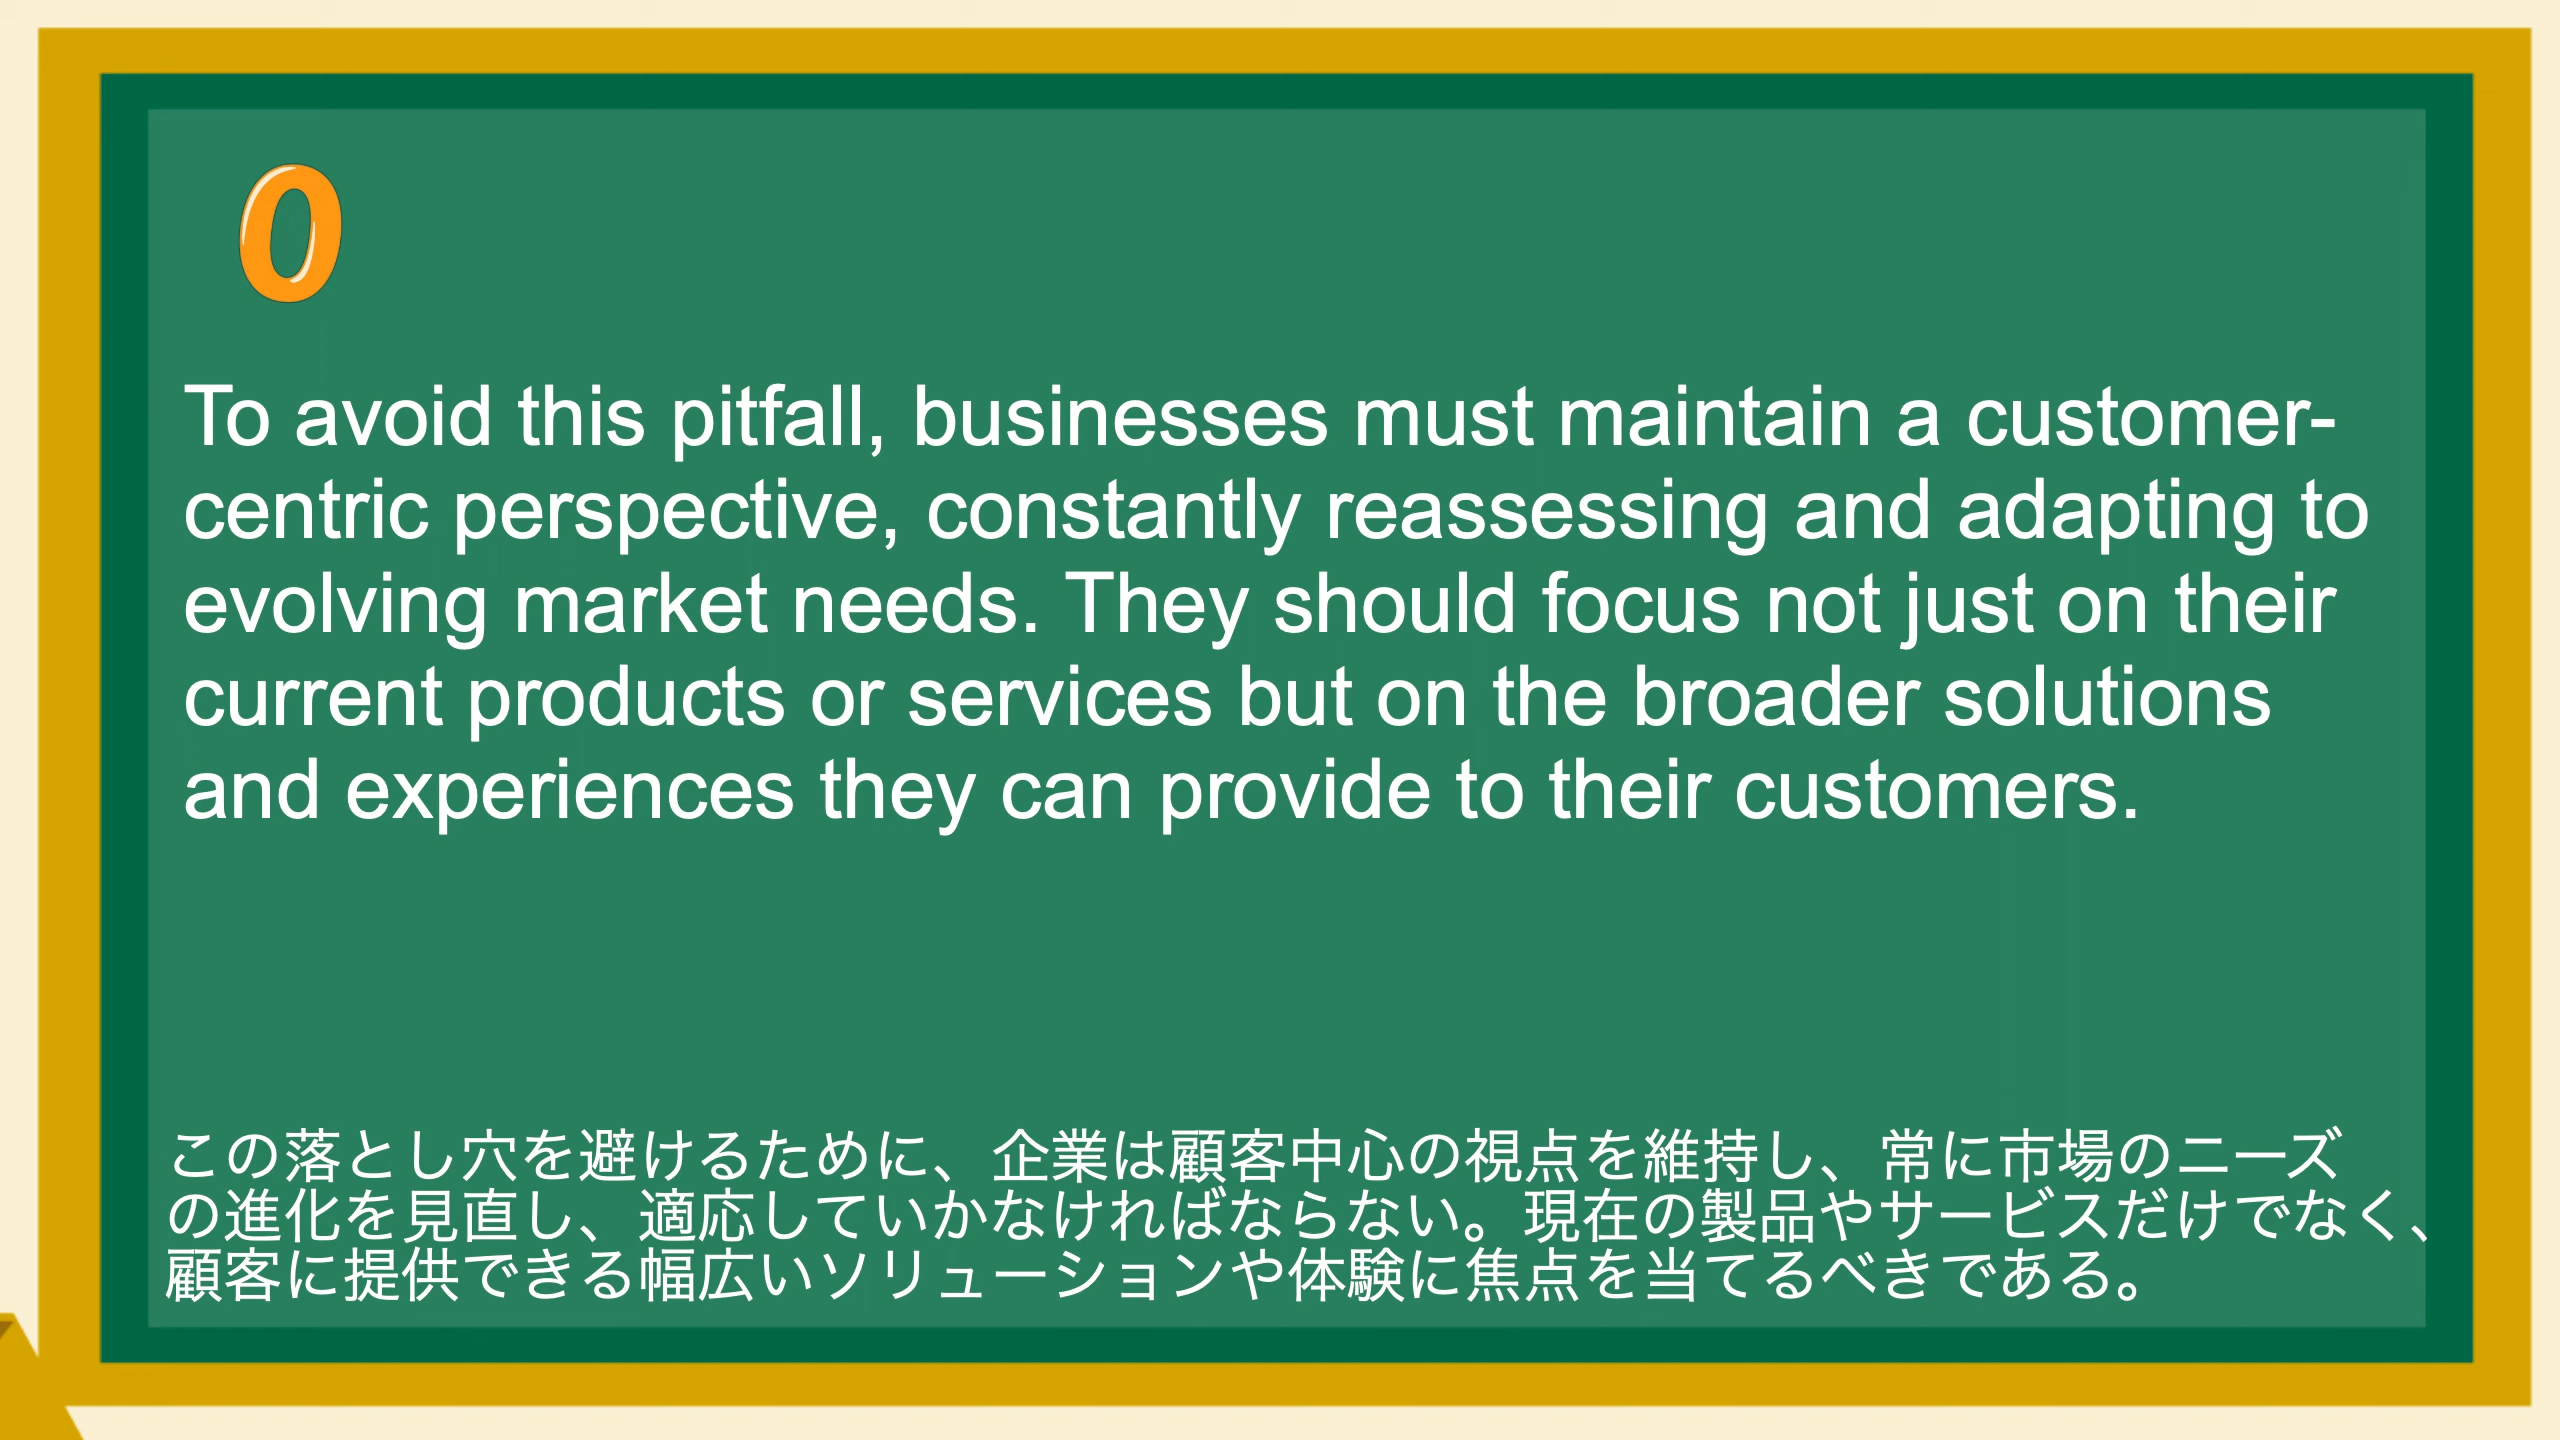 0
To avoid this pitfall, businesses must maintain a customer-
centric perspective, constantly reassessing and adapting to
evolving market needs. They should focus not just on their
current products or services but on the broader solutions
and experiences they can provide to their customers.
この落とし穴を避けるために、企業は顧客中心の視点を維持し、常に市場のニーズ
の進化を見直し、適応していかなければならない。現在の製品やサービスだけでなく、
顧客に提供できる幅広いソリューションや体験に焦点を当てるべきである。